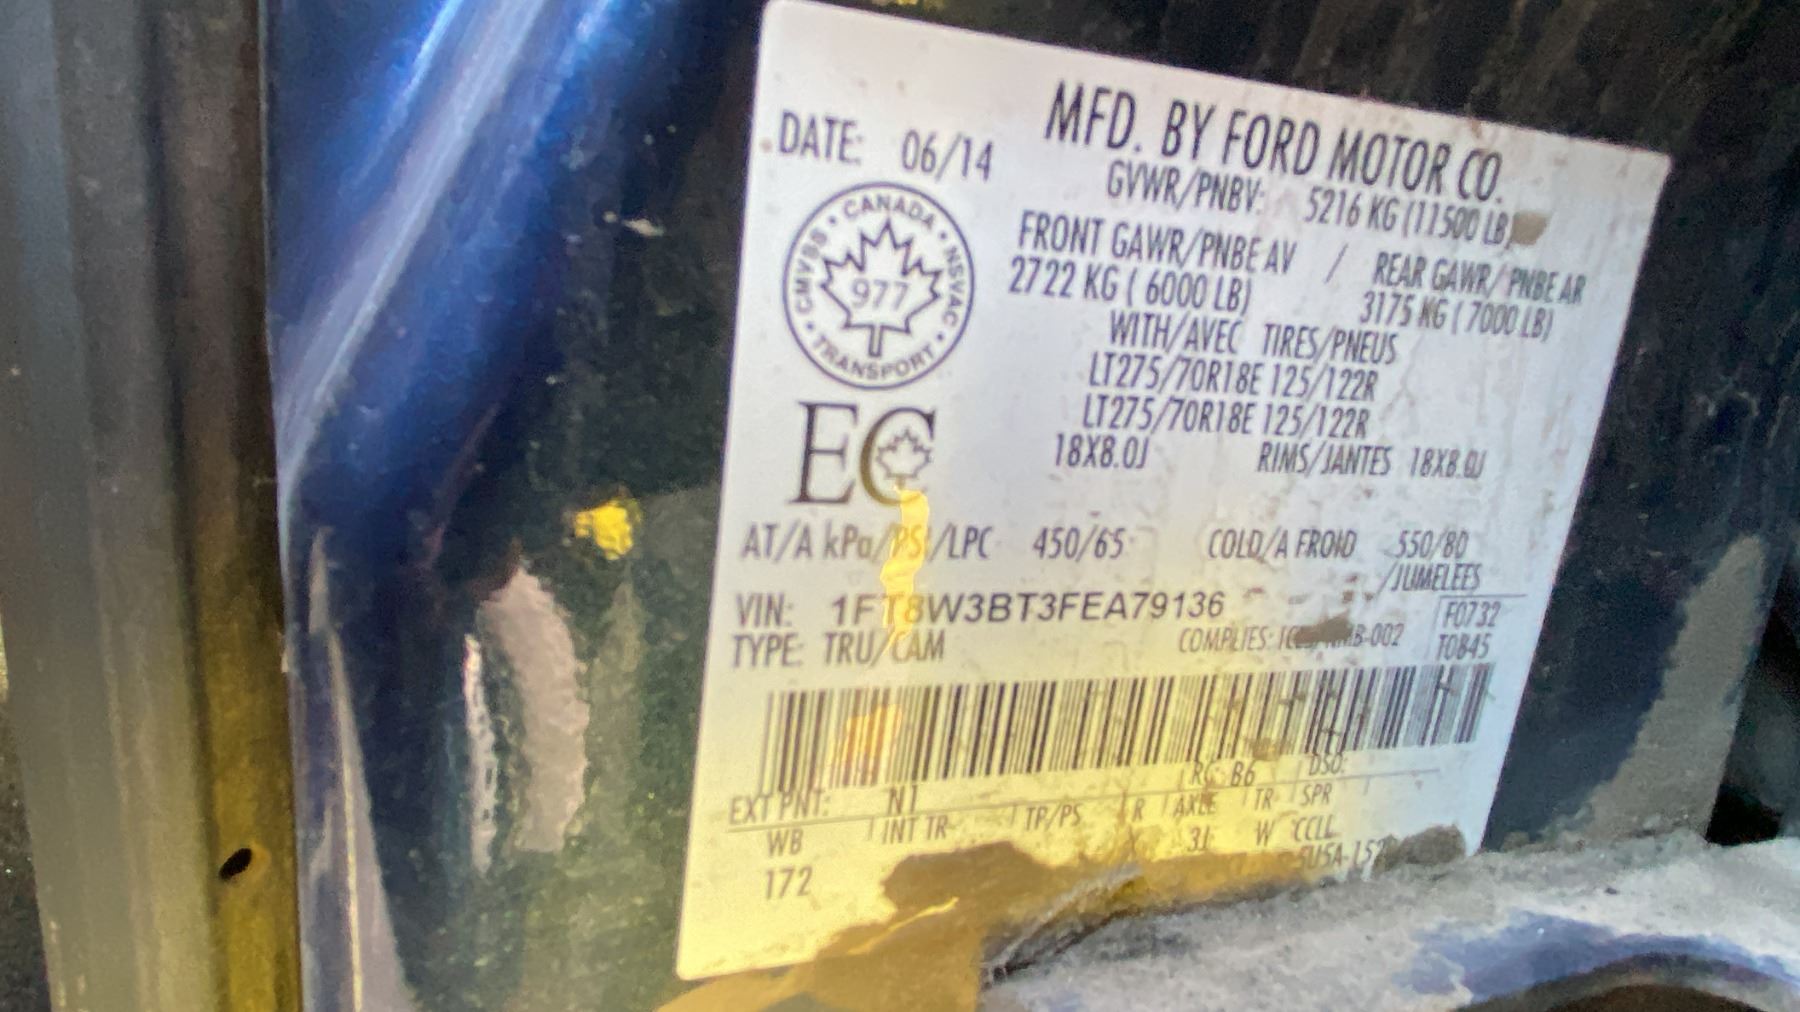 MFD. BY FORD MOTOR CO.
DATE: 06/14
GVWR/PNBV: 5216 KG (11500 LB)
FRONT GAWR/PNBE AV / REAR GAWR/PNBE AR
2722 KG ( 6000 LB) 3175 KG ( 7000 LB)
CANADA
CMVSS NSVAC
977
TRANSPORT
WITH/AVEC TIRES/PNEUS
LT275/70R18E 125/122R
LT275/70R18E 125/122R
18X8.0J RIMS/JANTES 18X8.0J
EC
AT/A kPa/PSI/LPC 450/65 COLD/A FROID 550/80
/JUMELEES
VIN: 1FT8W3BT3FEA79136 F0732
TYPE: TRU/CAM COMPLIES: T0845
RC: B6 DSO:
EXT PNT: N1
WB INT TR TP/PS R AXLE TR SPR
172 X 3J W CCLL